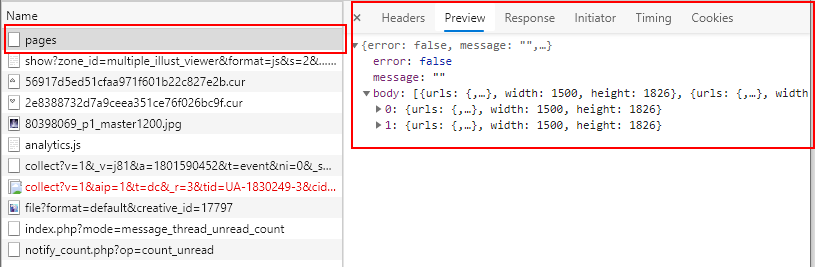 Name
pages
show?zone_id=multiple_illust_viewer&format=js&s=2&......
56917d5ed51cfaa971f601b22c827e2b.cur
2e8388732d7a9ceea351ce76f026bc9f.cur
80398069_p1_master1200.jpg
analytics.js
collect?v=1&_v=j81&a=1801590452&t=event&ni=0&_s...
collect?v=1&aip=1&t=dc&_r=3&tid=UA-1830249-3&cid...
file?format=default&creative_id=17797
index.php?mode=message_thread_unread_count
notify_count.php?op=count_unread
× Headers Preview Response Initiator Timing Cookies
▼{error: false, message: "",…}
error: false
message: ""
▼body: [{urls: {,…}, width: 1500, height: 1826}, {urls: {,…}, width
▶0: {urls: {,…}, width: 1500, height: 1826}
▶1: {urls: {,…}, width: 1500, height: 1826}